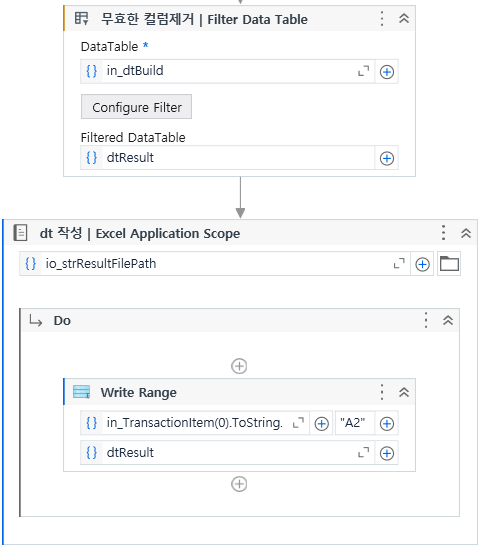 무효한 컬럼제거 | Filter Data Table
DataTable *
{ } in_dtBuild
Configure Filter
Filtered DataTable
{ } dtResult
dt 작성 | Excel Application Scope
io_strResultFilePath
Do
Write Range
{ } in_TransactionItem(0).ToString. "A2"
{ } dtResult